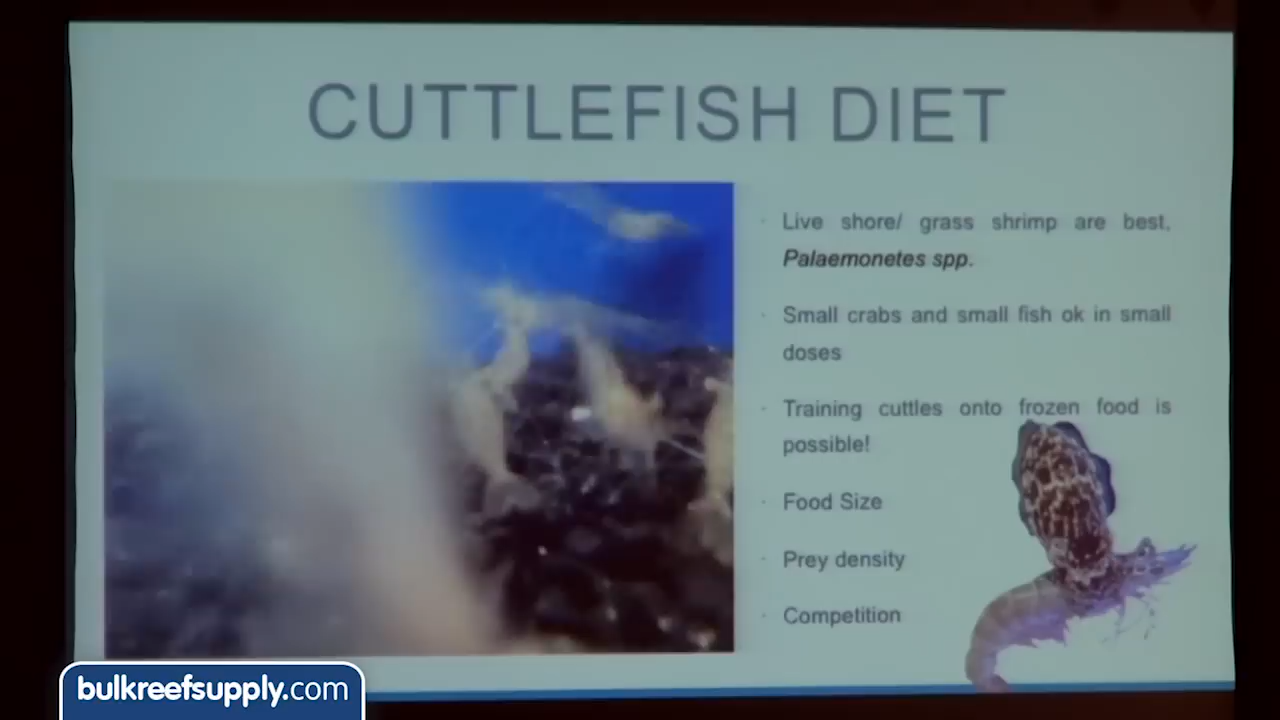 CUTTLEFISH DIET
· Live shore/ grass shrimp are best,
Palaemonetes spp.
· Small crabs and small fish ok in small
doses
· Training cuttles onto frozen food is
possible!
· Food Size
· Prey density
· Competition
bulkreefsupply.com